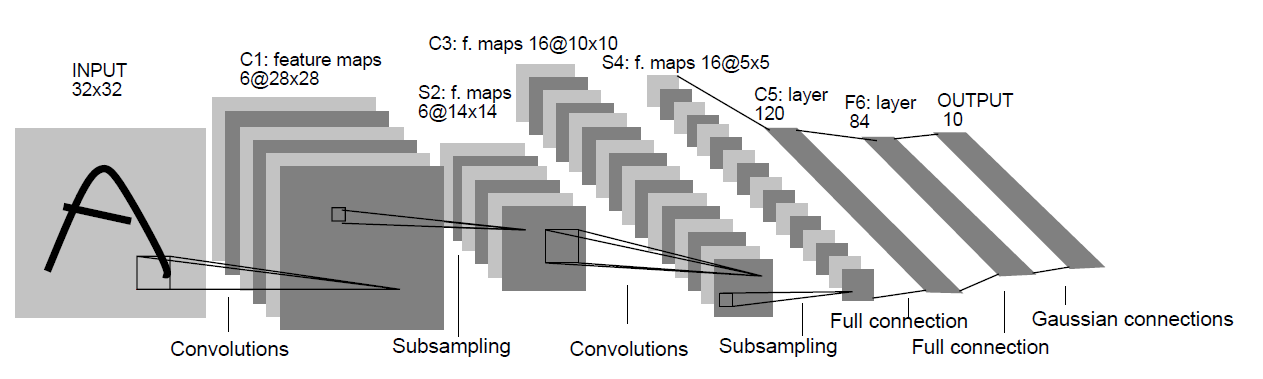 INPUT
32x32
C1: feature maps
6@28x28
S2: f. maps
6@14x14
C3: f. maps 16@10x10
S4: f. maps 16@5x5
C5: layer
120
F6: layer
84
OUTPUT
10
Convolutions
Subsampling
Convolutions
Subsampling
Full connection
Full connection
Gaussian connections